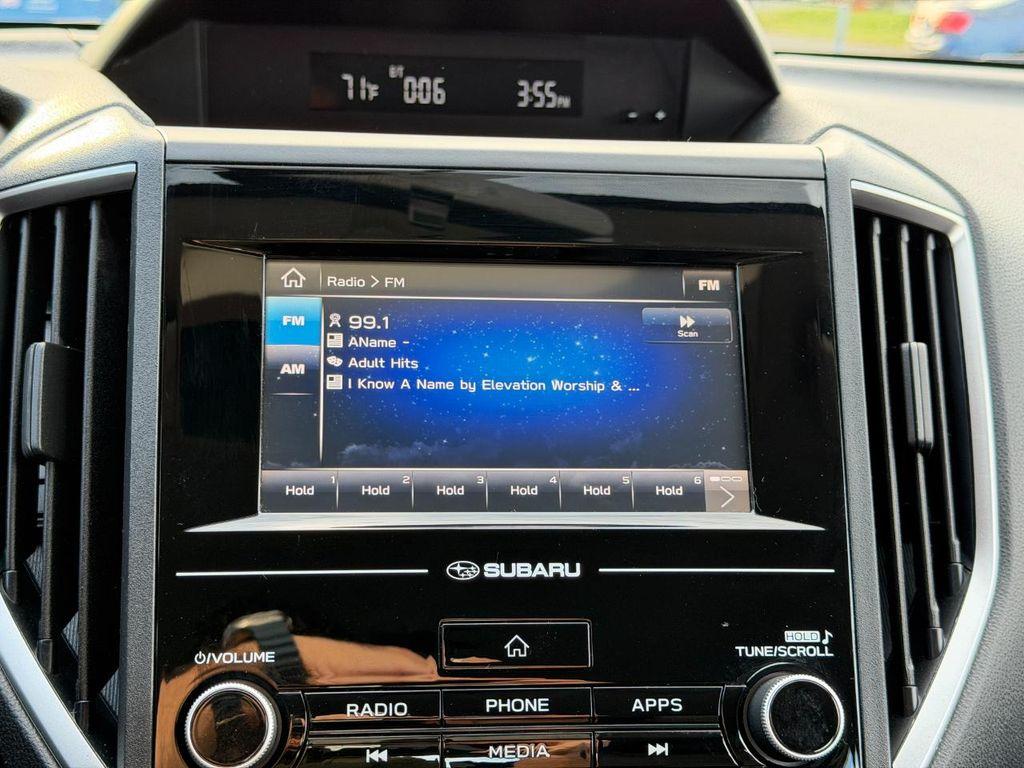 71°F BT 006 3:55PM
- +
Radio > FM FM
FM
AM
99.1
AName -
Adult Hits
I Know A Name by Elevation Worship & ...
Scan
1 2 3 4 5 6
Hold Hold Hold Hold Hold Hold
SUBARU
/VOLUME
HOLD
TUNE/SCROLL
RADIO PHONE APPS
MEDIA